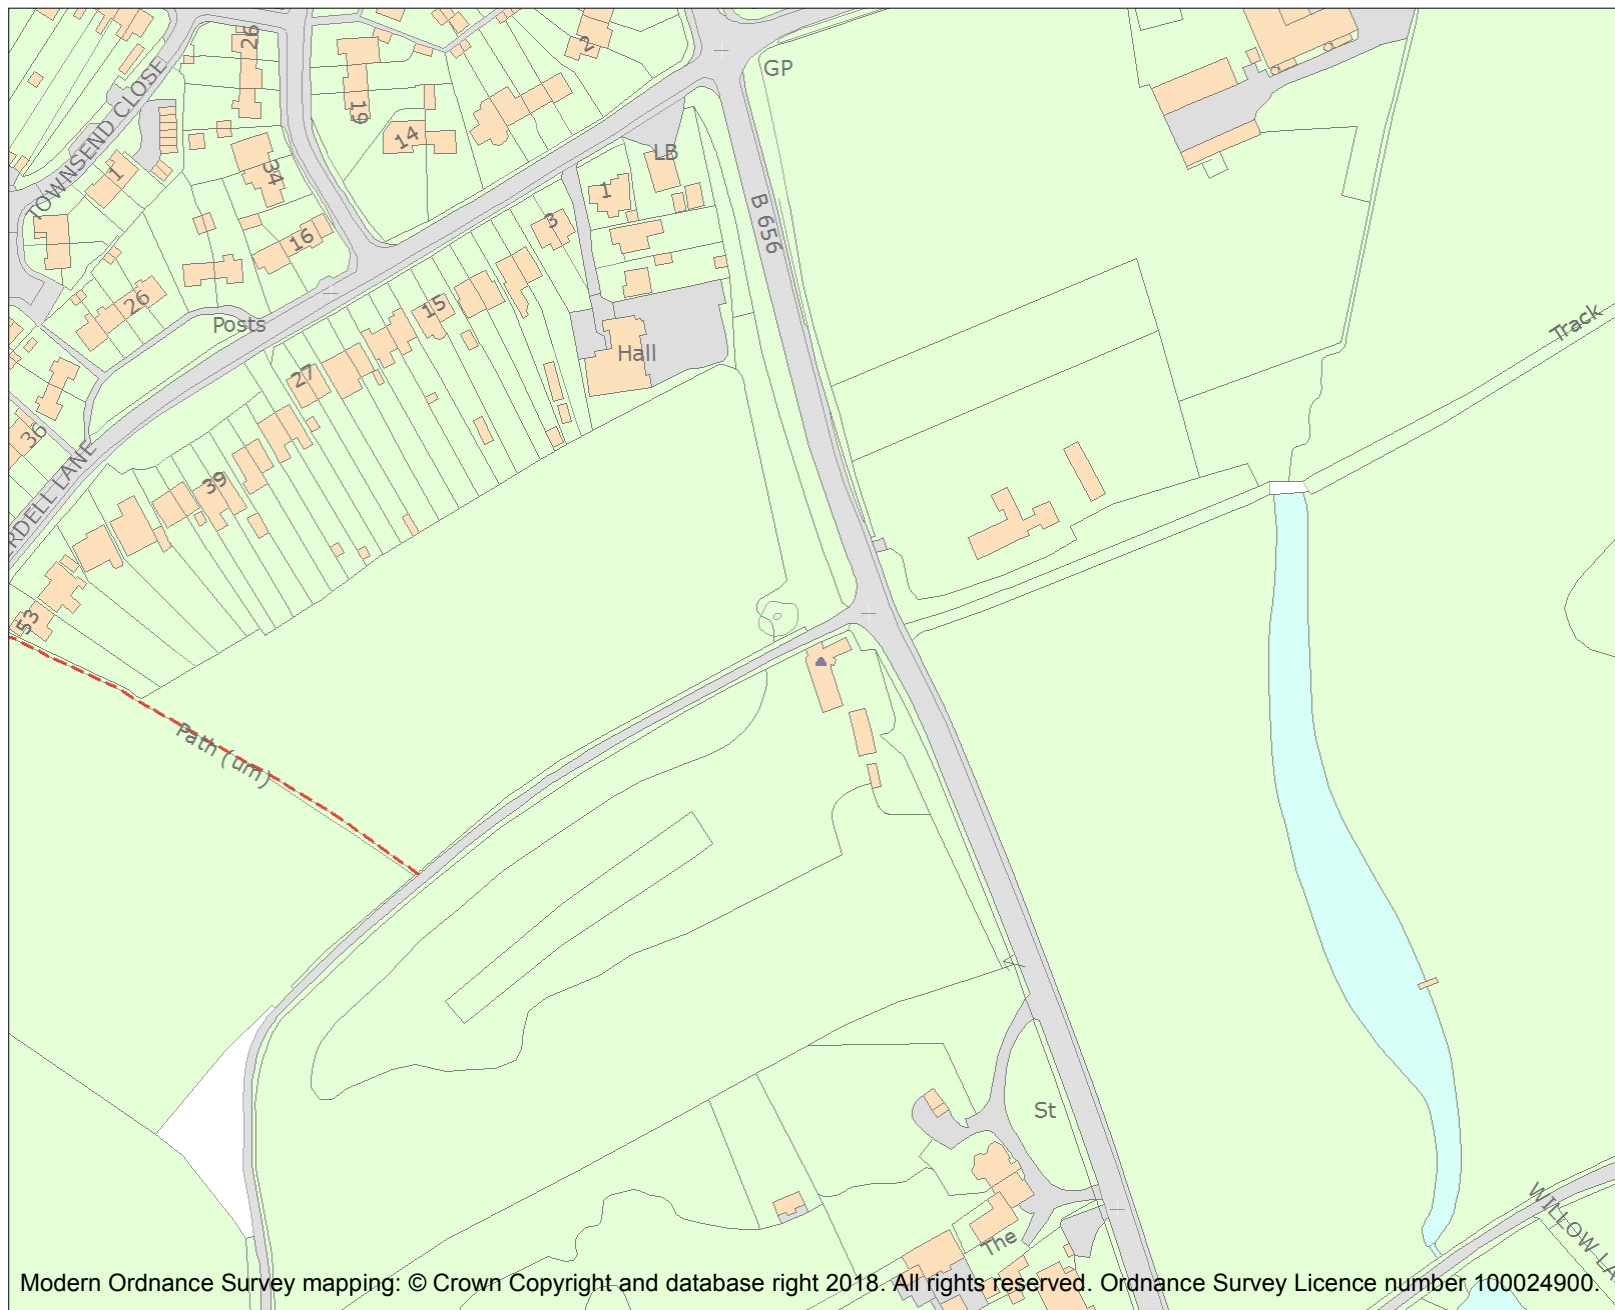 26
2
GP
TOWNSEND CLOSE
19
14
LB
1
34
1
B 656
3
16
26
15
Posts
Track
Hall
27
36
39
ERDELL LANE
53
Path (um)
St
WILLOW LA
The
Modern Ordnance Survey mapping: © Crown Copyright and database right 2018. All rights reserved. Ordnance Survey Licence number 100024900.